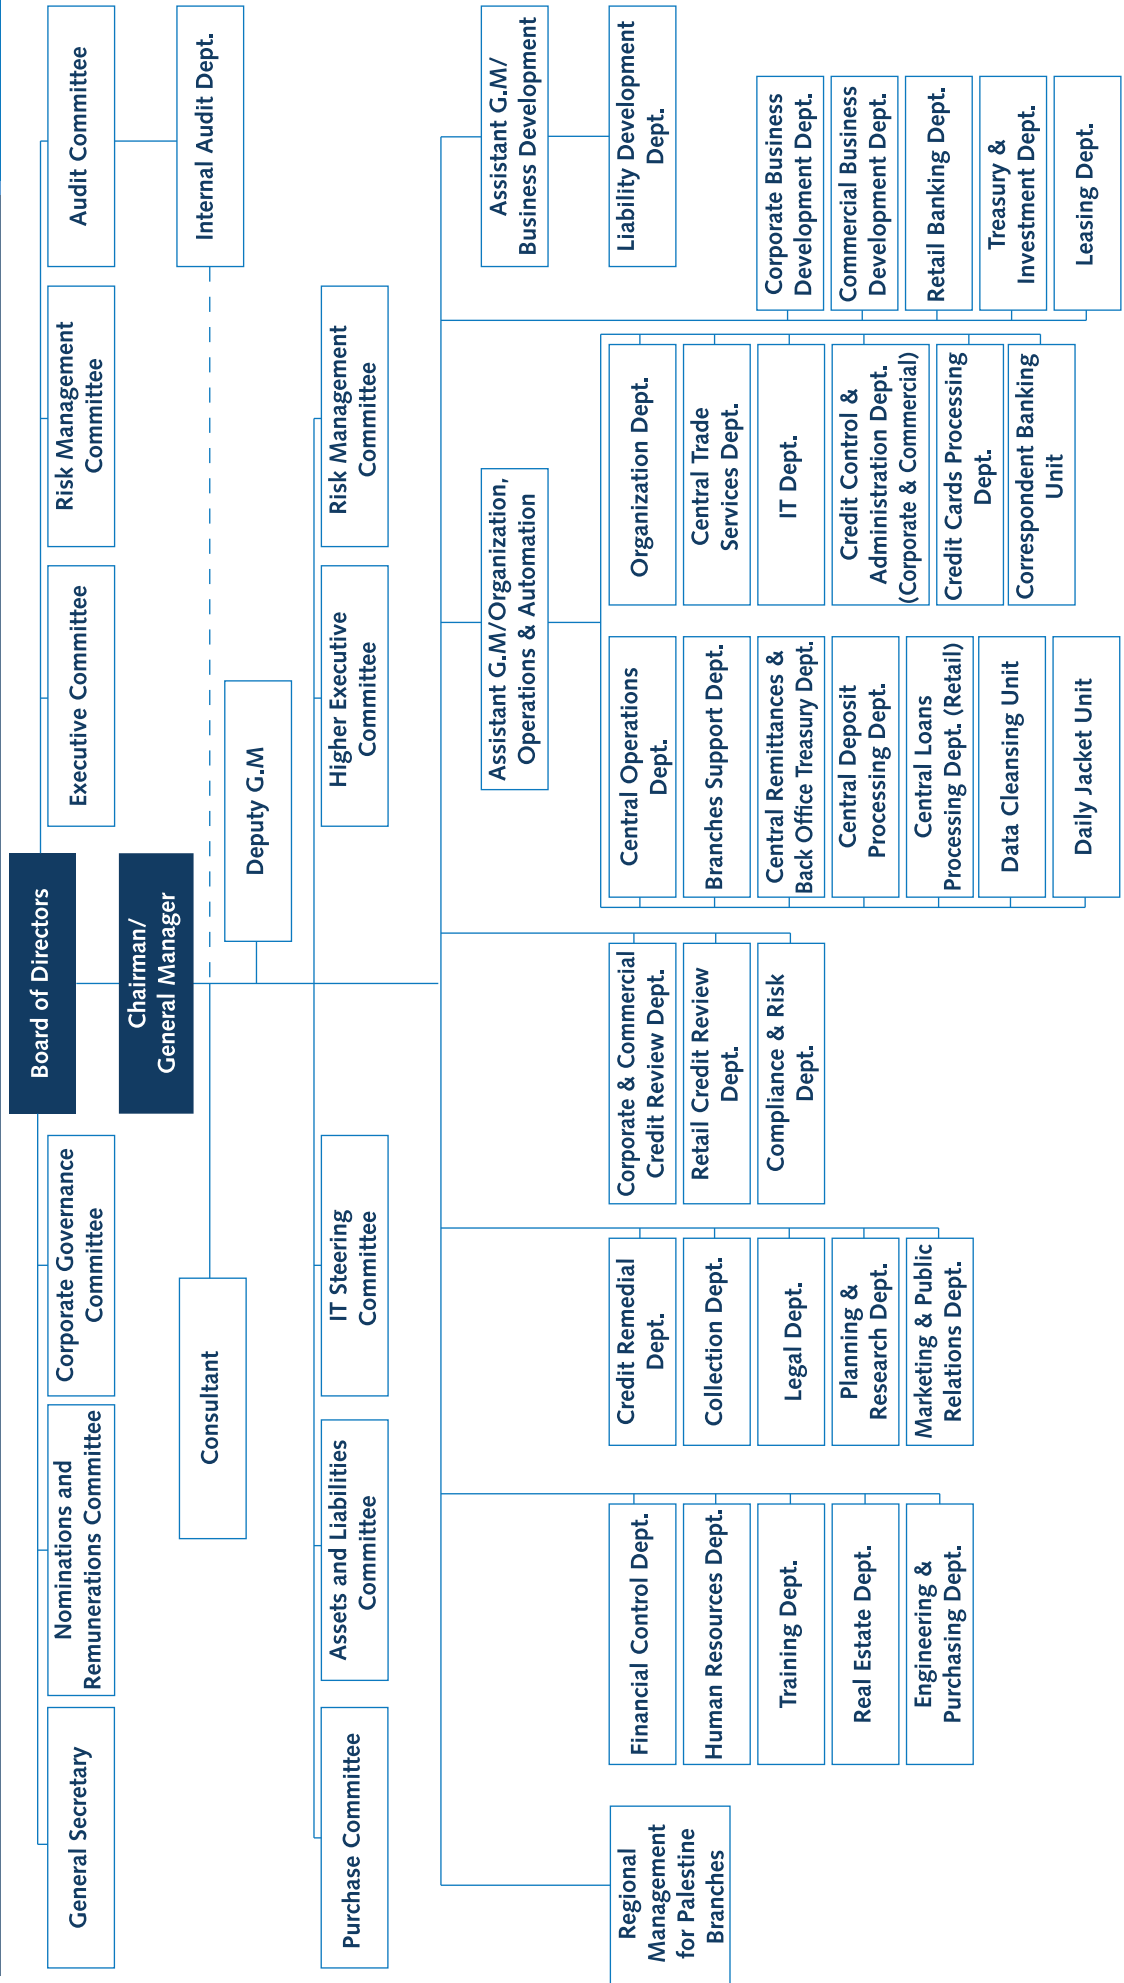 Board of Directors
Chairman/
General Manager
General Secretary
Nominations and
Remunerations Committee
Corporate Governance
Committee
Executive Committee
Risk Management
Committee
Audit Committee
Consultant
Internal Audit Dept.
Deputy G.M
Purchase Committee
Assets and Liabilities
Committee
IT Steering
Committee
Higher Executive
Committee
Risk Management
Committee
Assistant G.M/Organization,
Operations & Automation
Assistant G.M/
Business Development
Regional
Management
for Palestine
Branches
Financial Control Dept.
Human Resources Dept.
Training Dept.
Real Estate Dept.
Engineering &
Purchasing Dept.
Credit Remedial
Dept.
Collection Dept.
Legal Dept.
Planning &
Research Dept.
Marketing & Public
Relations Dept.
Corporate & Commercial
Credit Review Dept.
Retail Credit Review
Dept.
Compliance & Risk
Dept.
Central Operations
Dept.
Branches Support Dept.
Central Remittances &
Back Office Treasury Dept.
Central Deposit
Processing Dept.
Central Loans
Processing Dept. (Retail)
Data Cleansing Unit
Daily Jacket Unit
Organization Dept.
Central Trade
Services Dept.
IT Dept.
Credit Control &
Administration Dept.
(Corporate & Commercial)
Credit Cards Processing
Dept.
Correspondent Banking
Unit
Liability Development
Dept.
Corporate Business
Development Dept.
Commercial Business
Development Dept.
Retail Banking Dept.
Treasury &
Investment Dept.
Leasing Dept.